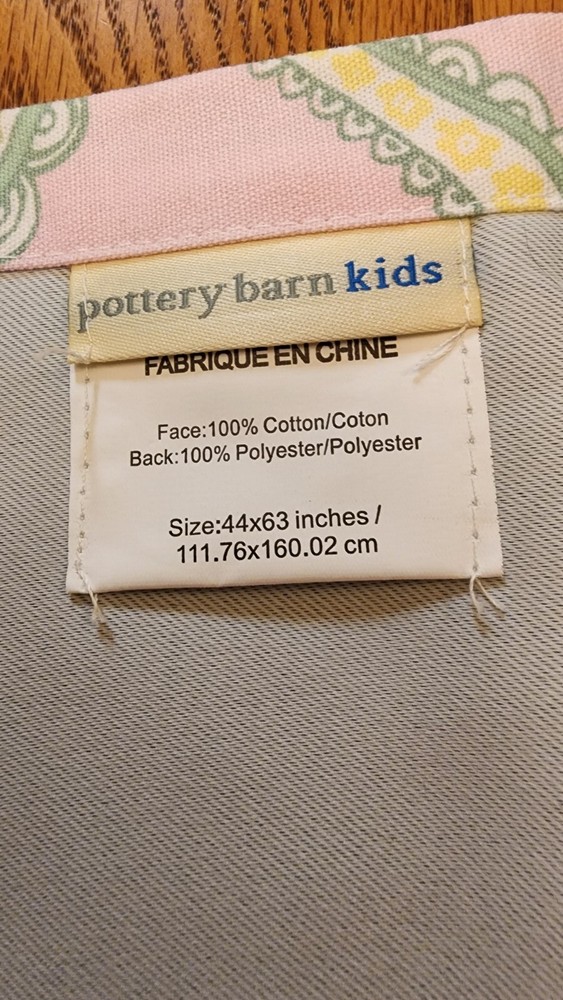 pottery barn kids
FABRIQUE EN CHINE
Face:100% Cotton/Coton
Back:100% Polyester/Polyester
Size:44x63 inches /
111.76x160.02 cm